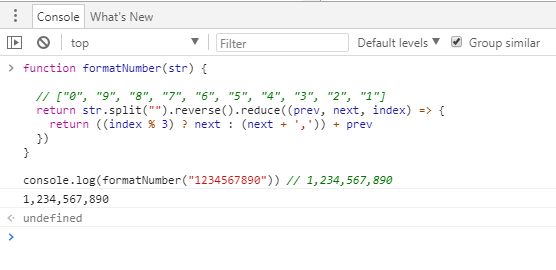 Console What's New
top Filter Default levels Group similar
function formatNumber(str) {
// ["0", "9", "8", "7", "6", "5", "4", "3", "2", "1"]
return str.split("").reverse().reduce((prev, next, index) => {
return ((index % 3) ? next : (next + ',')) + prev
})
}
console.log(formatNumber("1234567890")) // 1,234,567,890
1,234,567,890
undefined